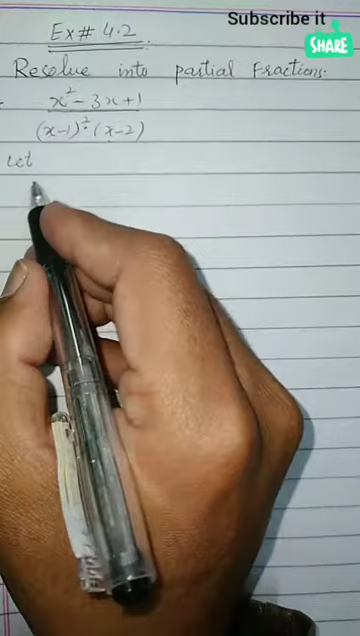 Subscribe it
SHARE
Ex# 4.2
Resolve into partial Fractions.
x² - 3x + 1
(x-1)² (x-2)
Let